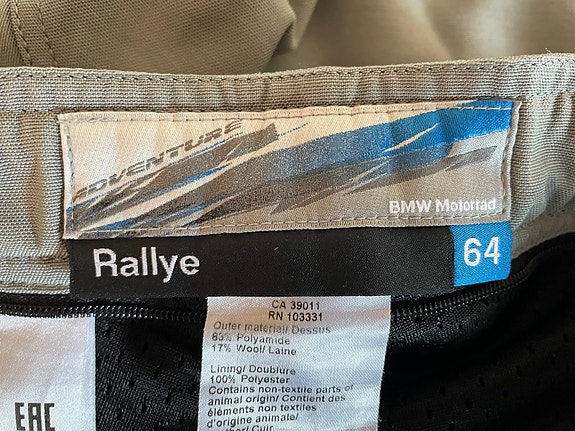 ADVENTURE
BMW Motorrad
Rallye
64
CA 39011
RN 103331
Outer material/ Dessus
83% Polyamide
17% Wool/ Laine
Lining/ Doublure
100% Polyester
Contains non-textile parts of
animal origin/ Contient des
éléments non textiles
d'origine animale/
EAC